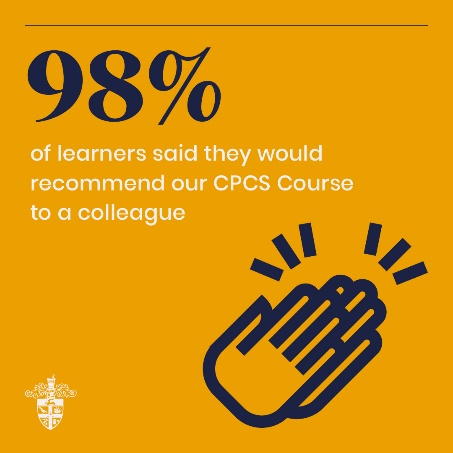 98%
of learners said they would
recommend our CPCS Course
to a colleague